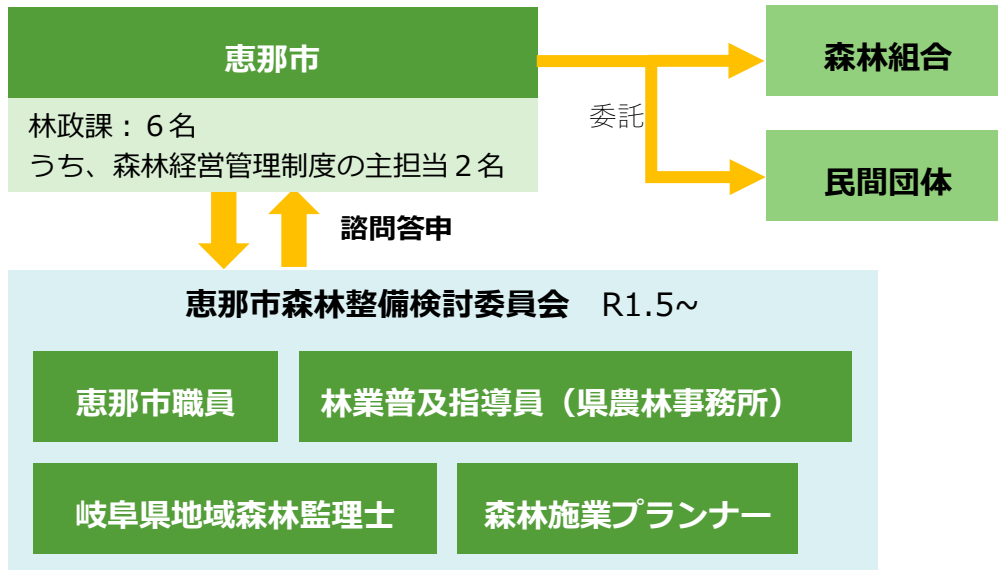 恵那市
林政課：６名
うち、森林経営管理制度の主担当２名
委託
森林組合
民間団体
諮問答申
恵那市森林整備検討委員会　R1.5~
恵那市職員
林業普及指導員（県農林事務所）
岐阜県地域森林監理士
森林施業プランナー